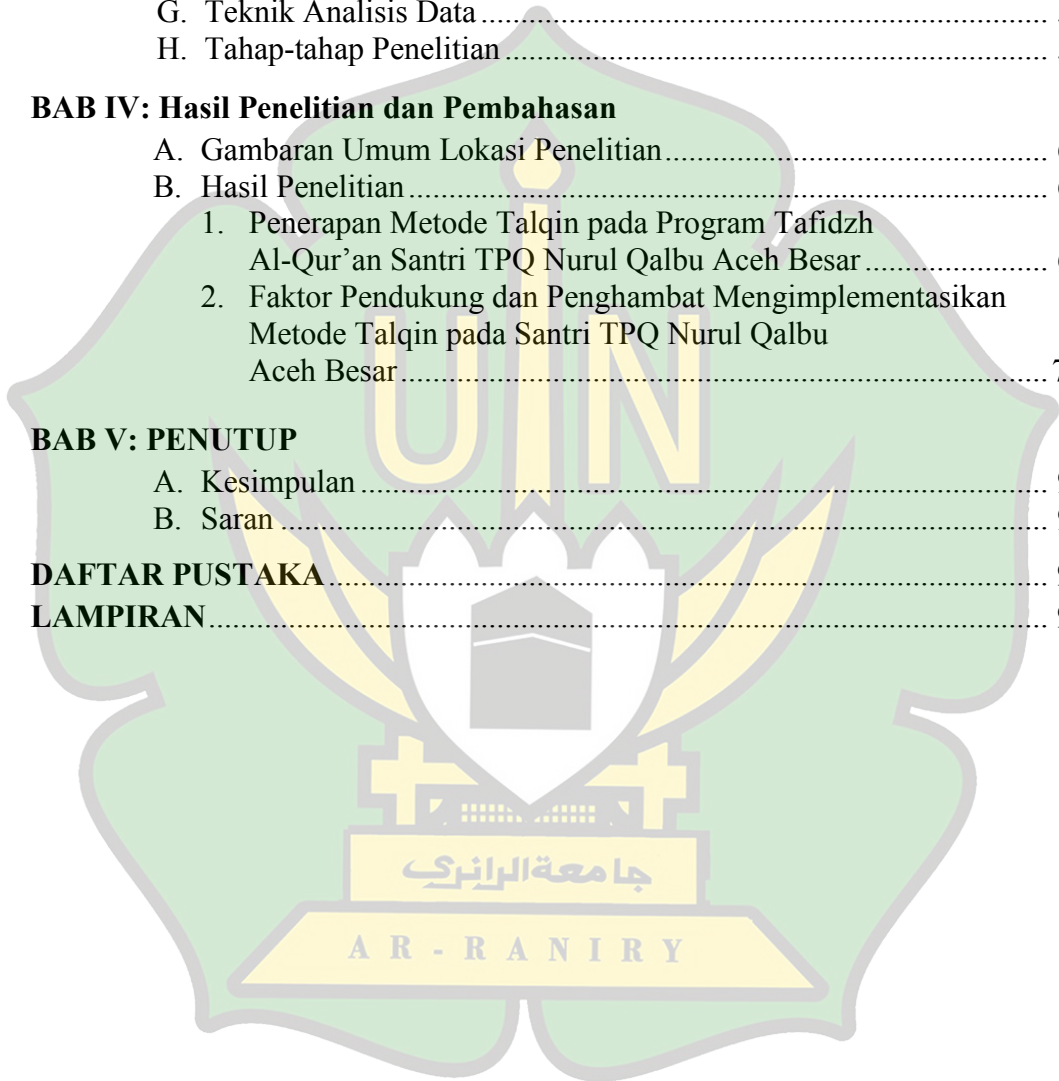 G. Teknik Analisis Data
H. Tahap-tahap Penelitian
BAB IV: Hasil Penelitian dan Pembahasan
A. Gambaran Umum Lokasi Penelitian
B. Hasil Penelitian
1. Penerapan Metode Talqin pada Program Tafidzh
Al-Qur’an Santri TPQ Nurul Qalbu Aceh Besar
2. Faktor Pendukung dan Penghambat Mengimplementasikan
Metode Talqin pada Santri TPQ Nurul Qalbu
Aceh Besar
BAB V: PENUTUP
A. Kesimpulan
B. Saran
DAFTAR PUSTAKA
LAMPIRAN
UIN
جامعةالرانري
AR-RANIRY